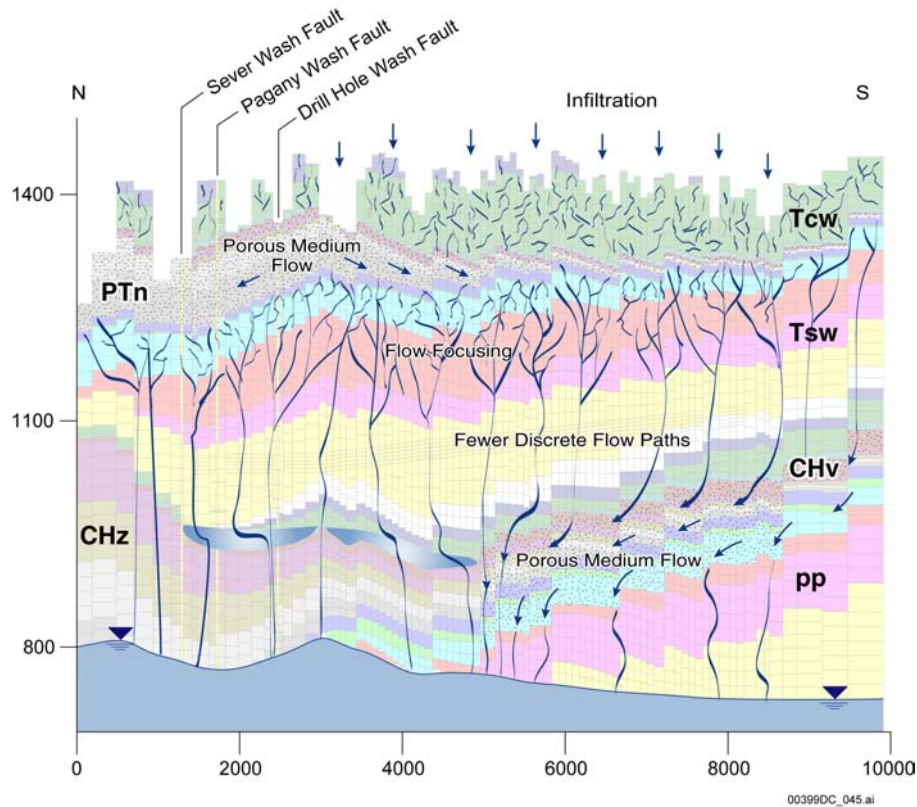 Sever Wash Fault
Pagany Wash Fault
Drill Hole Wash Fault
N
Infiltration
S
1400
Tcw
Porous Medium
Flow
PTn
Tsw
Flow Focusing
1100
Fewer Discrete Flow Paths
CHv
CHz
Porous Medium Flow
pp
800
0
2000
4000
6000
8000
10000
00399DC_045.ai